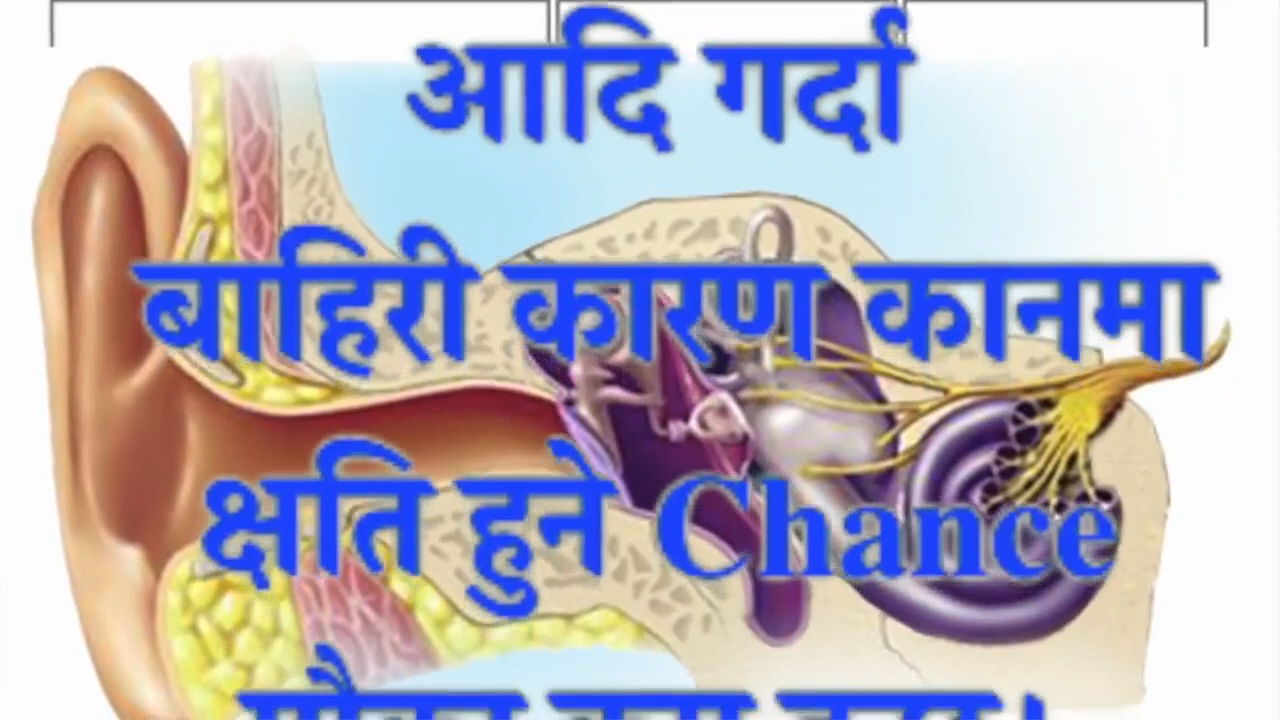 आदि गर्दा
बाहिरी कारण कानमा
क्षति हुने Chance